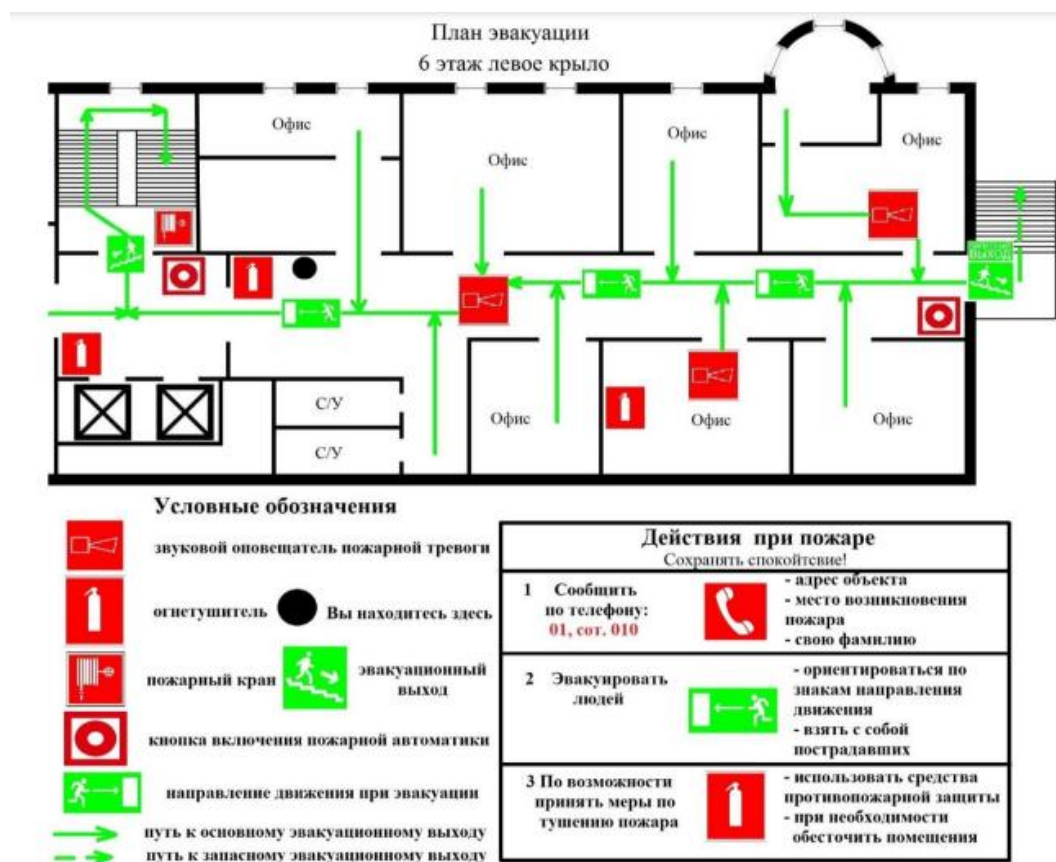 План эвакуации
6 этаж левое крыло
Офис
Офис
Офис
Офис
ВЫХОД
С/У
С/У
Офис
Офис
Офис
Условные обозначения
звуковой оповещатель пожарной тревоги
огнетушитель
Вы находитесь здесь
пожарный кран
эвакуационный
выход
кнопка включения пожарной автоматики
направление движения при эвакуации
путь к основному эвакуационному выходу
путь к запасному эвакуационному выходу
Действия при пожаре
Сохранять спокойтсвие!
1 Сообщить
по телефону:
01, сот. 010
- адрес объекта
- место возникновения
пожара
- свою фамилию
2 Эвакуировать
людей
- ориентироваться по
знакам направления
движения
- взять с собой
пострадавших
3 По возможности
принять меры по
тушению пожара
- использовать средства
противопожарной защиты
- при необходимости
обесточить помещения